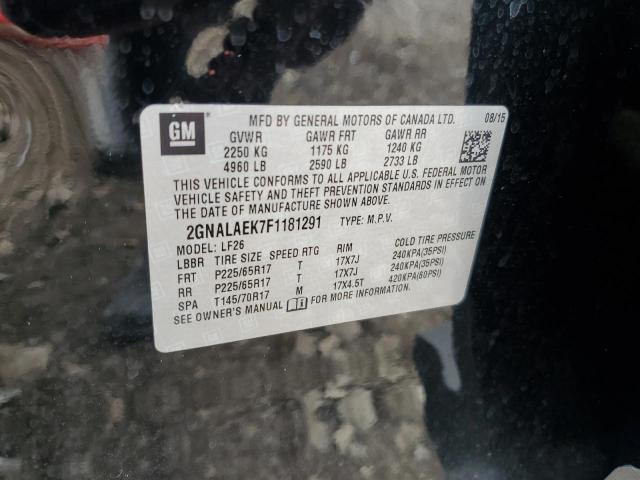 GM
MFD BY GENERAL MOTORS OF CANADA LTD. 08/15
GVWR GAWR FRT GAWR RR
2250 KG 1175 KG 1240 KG
4960 LB 2590 LB 2733 LB
THIS VEHICLE CONFORMS TO ALL APPLICABLE U.S. FEDERAL MOTOR
VEHICLE SAFETY AND THEFT PREVENTION STANDARDS IN EFFECT ON
THE DATE OF MANUFACTURE SHOWN ABOVE.
2GNALAEK7F1181291 TYPE: M.P.V.
MODEL: LF26
LBBR TIRE SIZE SPEED RTG RIM COLD TIRE PRESSURE
FRT P225/65R17 T 17X7J 240KPA(35PSI)
RR P225/65R17 T 17X7J 240KPA(35PSI)
SPA T145/70R17 M 17X4.5T 420KPA(60PSI)
SEE OWNER'S MANUAL FOR MORE INFORMATION.